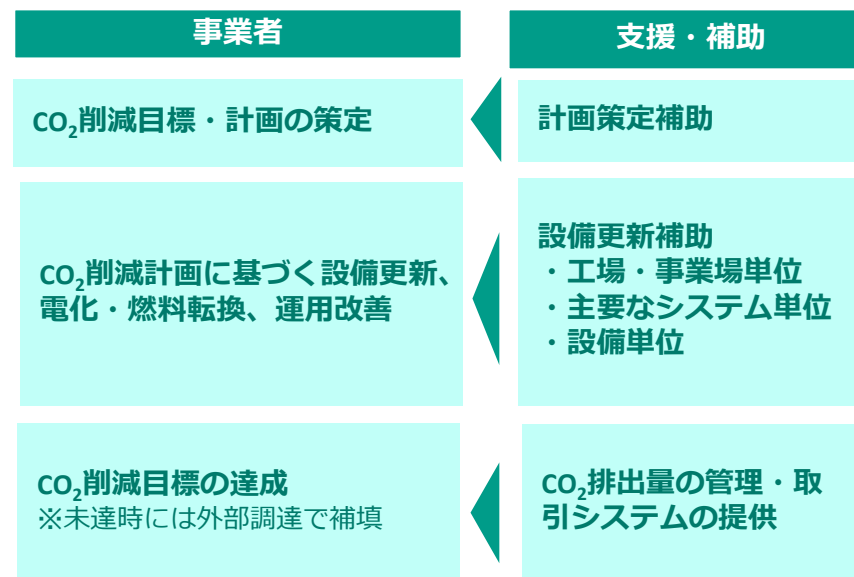 事業者
支援・補助
CO₂削減目標・計画の策定
計画策定補助
CO₂削減計画に基づく設備更新、
電化・燃料転換、運用改善
設備更新補助
・工場・事業場単位
・主要なシステム単位
・設備単位
CO₂削減目標の達成
※未達時には外部調達で補填
CO₂排出量の管理・取
引システムの提供